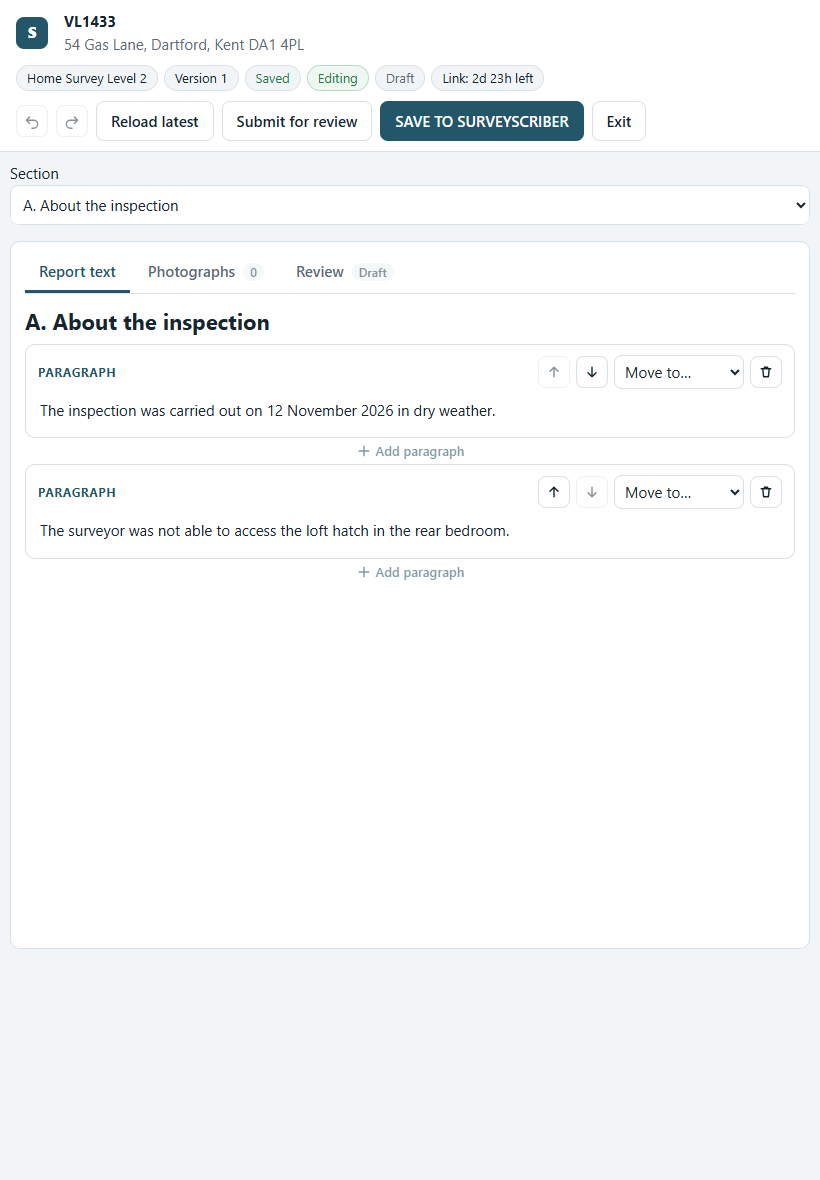 S
VL1433
54 Gas Lane, Dartford, Kent DA1 4PL
Home Survey Level 2 Version 1 Saved Editing Draft Link: 2d 23h left
Reload latest Submit for review SAVE TO SURVEYSCRIBER Exit
Section
A. About the inspection
Report text Photographs 0 Review Draft
A. About the inspection
PARAGRAPH Move to...
The inspection was carried out on 12 November 2026 in dry weather.
+ Add paragraph
PARAGRAPH Move to...
The surveyor was not able to access the loft hatch in the rear bedroom.
+ Add paragraph